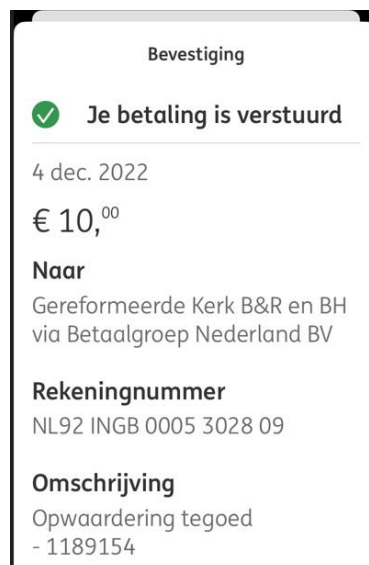 Bevestiging
Je betaling is verstuurd
4 dec. 2022
€ 10,00
Naar
Gereformeerde Kerk B&R en BH
via Betaalgroep Nederland BV
Rekeningnummer
NL92 INGB 0005 3028 09
Omschrijving
Opwaardering tegoed
- 1189154